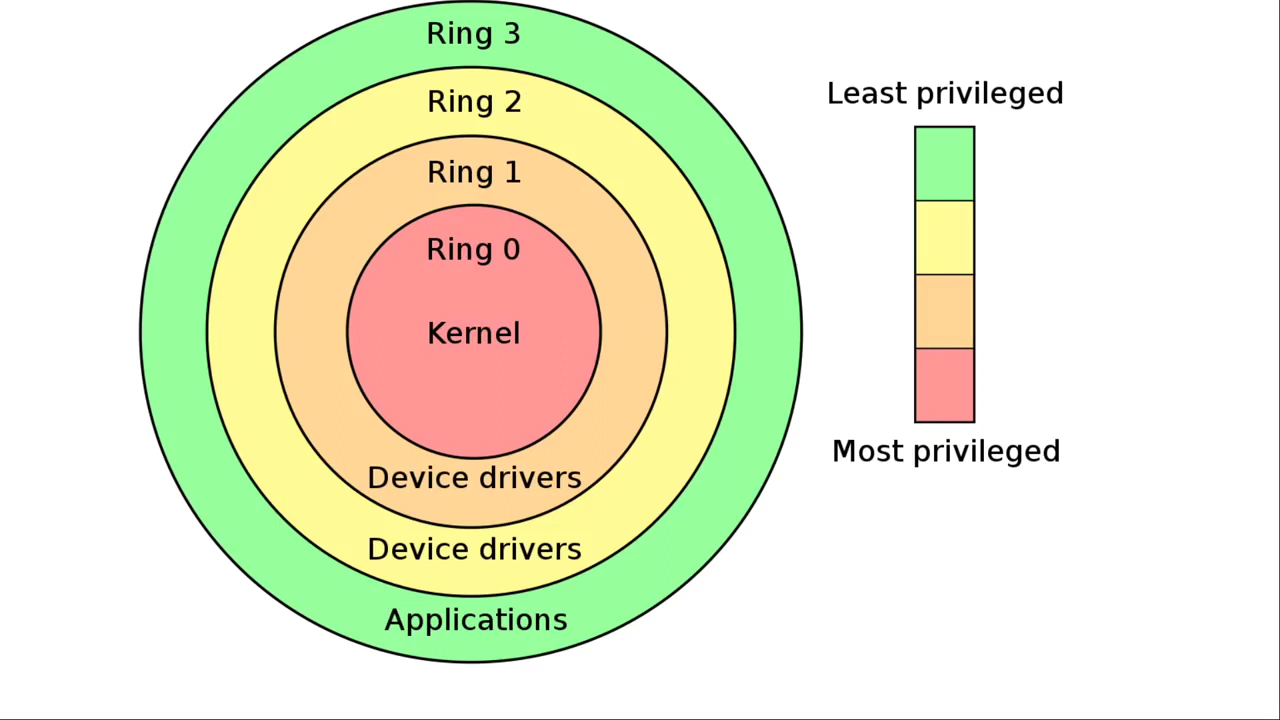 Ring 3
Ring 2
Ring 1
Ring 0
Kernel
Device drivers
Device drivers
Applications
Least privileged
Most privileged